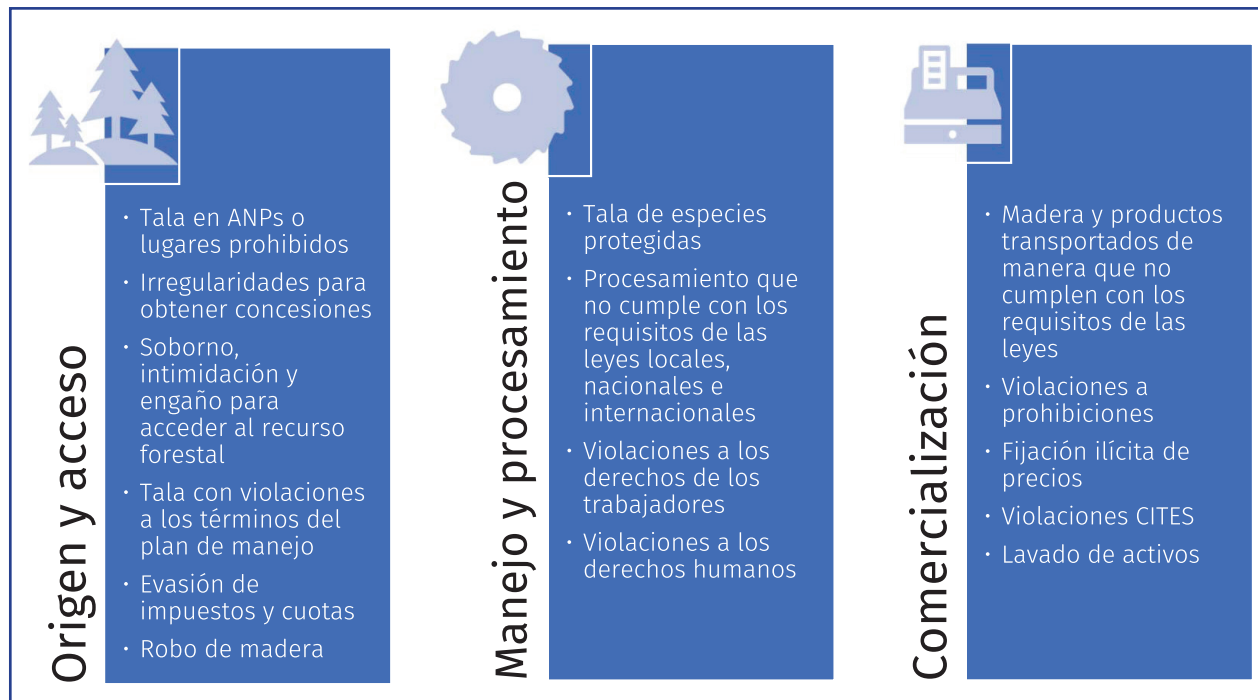 Origen y acceso
· Tala en ANPs o
lugares prohibidos
· Irregularidades para
obtener concesiones
· Soborno,
intimidación y
engaño para
acceder al recurso
forestal
· Tala con violaciones
a los términos del
plan de manejo
· Evasión de
impuestos y cuotas
· Robo de madera
Manejo y procesamiento
· Tala de especies
protegidas
· Procesamiento que
no cumple con los
requisitos de las
leyes locales,
nacionales e
internacionales
· Violaciones a los
derechos de los
trabajadores
· Violaciones a los
derechos humanos
Comercialización
· Madera y productos
transportados de
manera que no
cumplen con los
requisitos de las
leyes
· Violaciones a
prohibiciones
· Fijación ilícita de
precios
· Violaciones CITES
· Lavado de activos